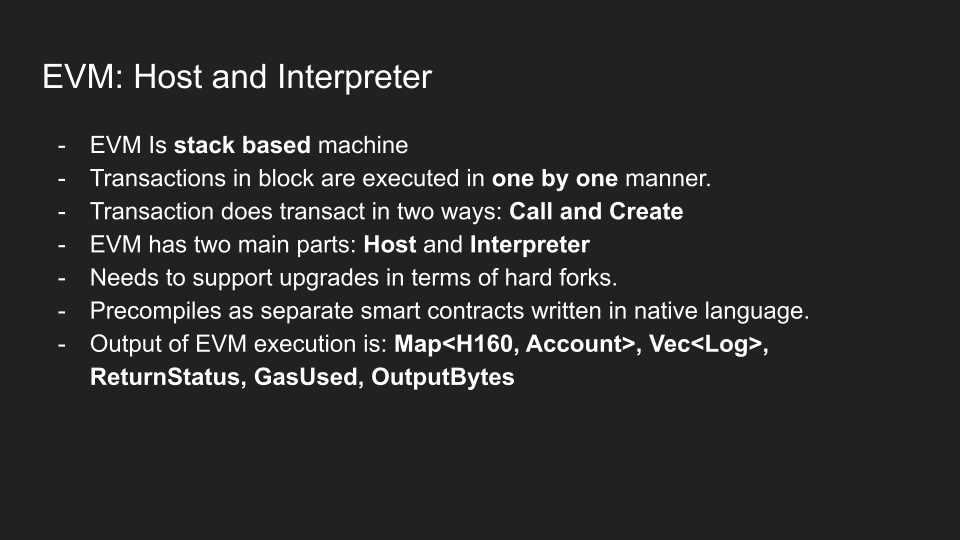 EVM: Host and Interpreter
- EVM Is stack based machine
- Transactions in block are executed in one by one manner.
- Transaction does transact in two ways: Call and Create
- EVM has two main parts: Host and Interpreter
- Needs to support upgrades in terms of hard forks.
- Precompiles as separate smart contracts written in native language.
- Output of EVM execution is: Map<H160, Account>, Vec<Log>,
ReturnStatus, GasUsed, OutputBytes